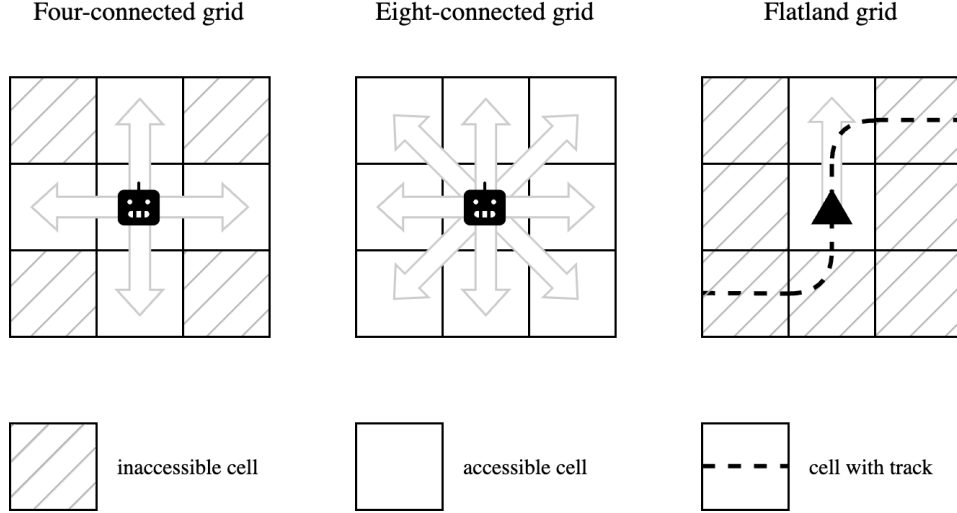 Four-connected grid
Eight-connected grid
Flatland grid
inaccessible cell
accessible cell
cell with track